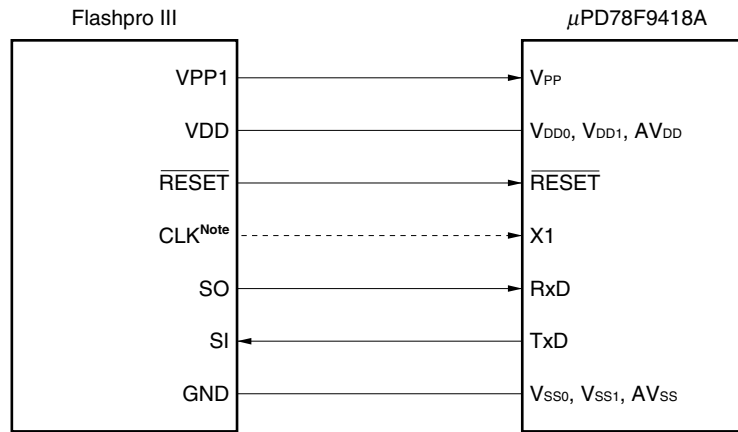 Flashpro III
μPD78F9418A
VPP1
VPP
VDD
VDD0, VDD1, AVDD
RESET
RESET
CLKNote
X1
SO
RxD
SI
TxD
GND
VSS0, VSS1, AVSS